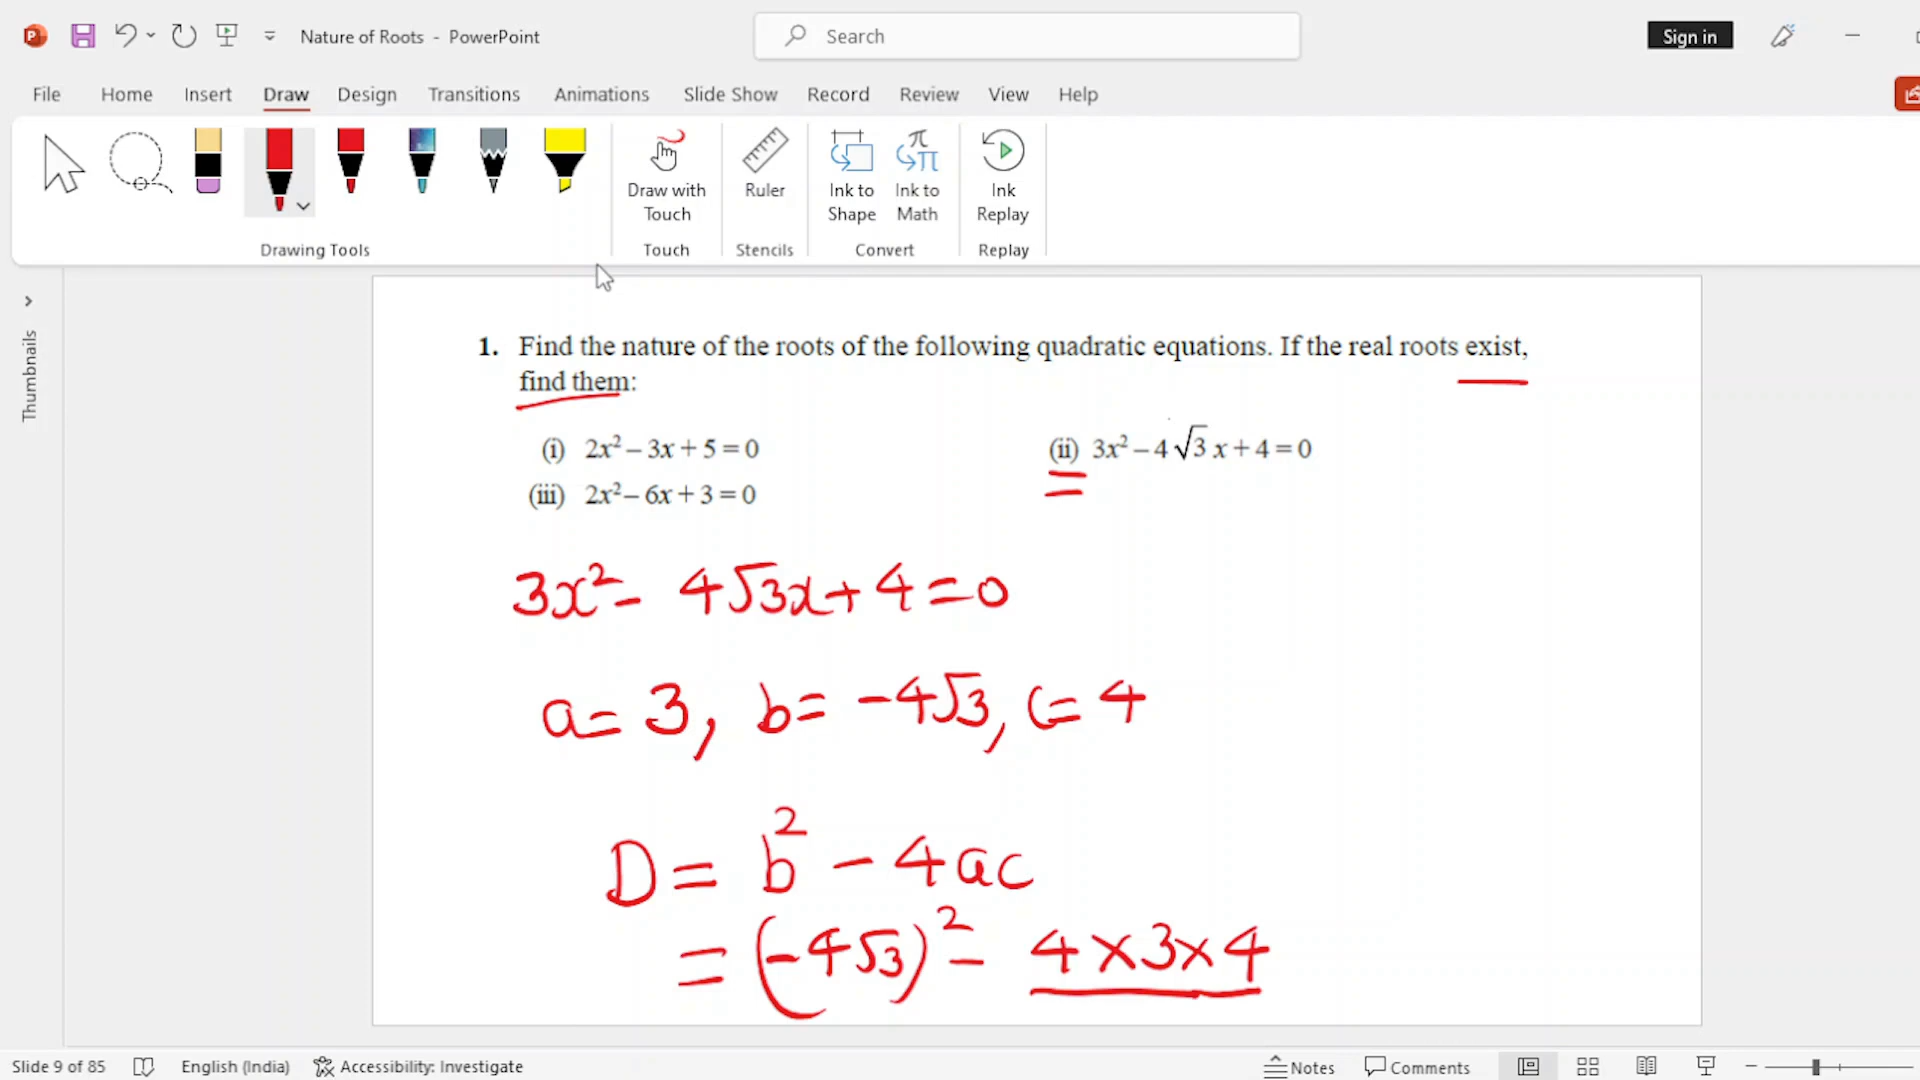 Nature of Roots - PowerPoint
Search
Sign in
File Home Insert Draw Design Transitions Animations Slide Show Record Review View Help
Draw with Touch
Ruler
Ink to Shape
Ink to Math
Ink Replay
Drawing Tools Touch Stencils Convert Replay
Thumbnails
1. Find the nature of the roots of the following quadratic equations. If the real roots exist,
find them:
(i) 2x² – 3x + 5 = 0 (ii) 3x² – 4√3 x + 4 = 0
(iii) 2x² – 6x + 3 = 0
3x² - 4√3x + 4 = 0
a = 3, b = -4√3, c = 4
D = b² - 4ac
= (-4√3)² - 4×3×4
Slide 9 of 85 English (India) Accessibility: Investigate Notes Comments